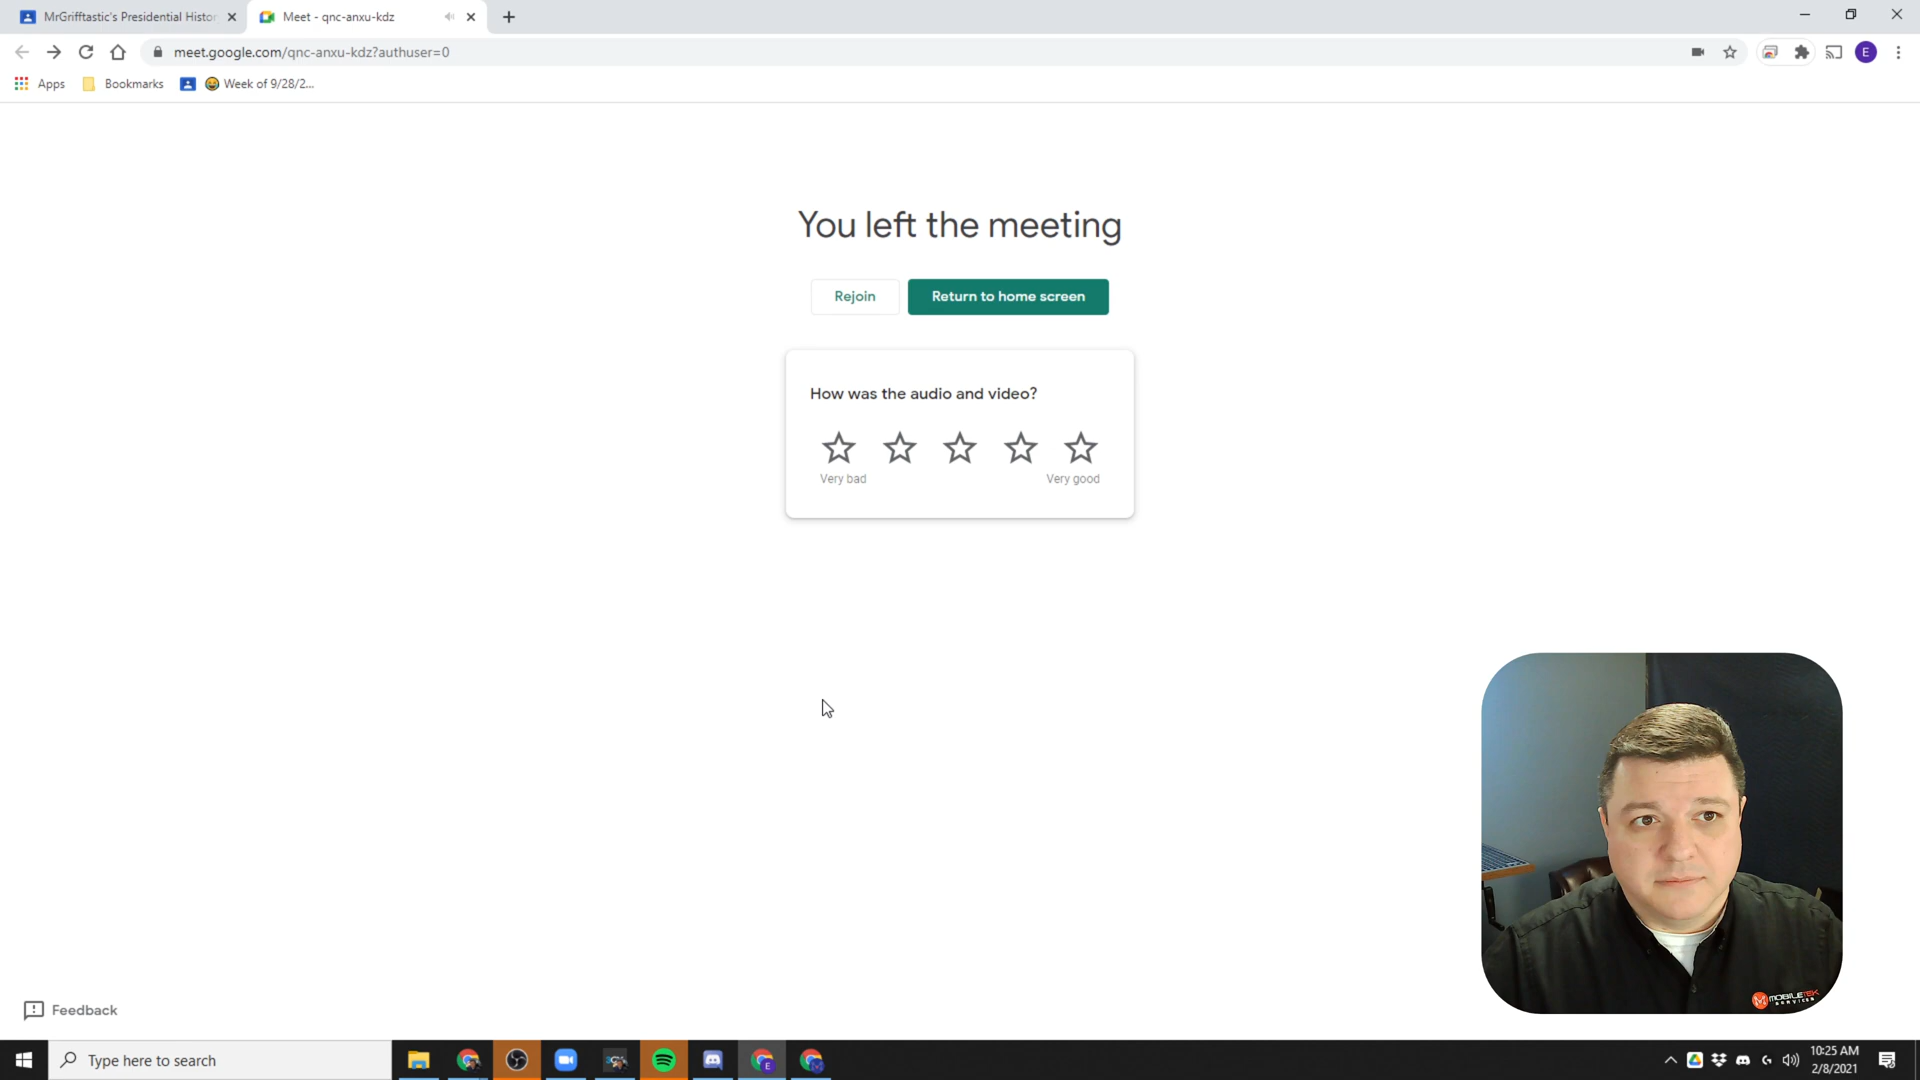 MrGrifftastic's Presidential Histor
Meet - qnc-anxu-kdz
meet.google.com/qnc-anxu-kdz?authuser=0
E
Apps
Bookmarks
Week of 9/28/2...
You left the meeting
Rejoin
Return to home screen
How was the audio and video?
Very bad
Very good
MOBILETEK
SERVICES
Feedback
Type here to search
E
10:25 AM
2/8/2021